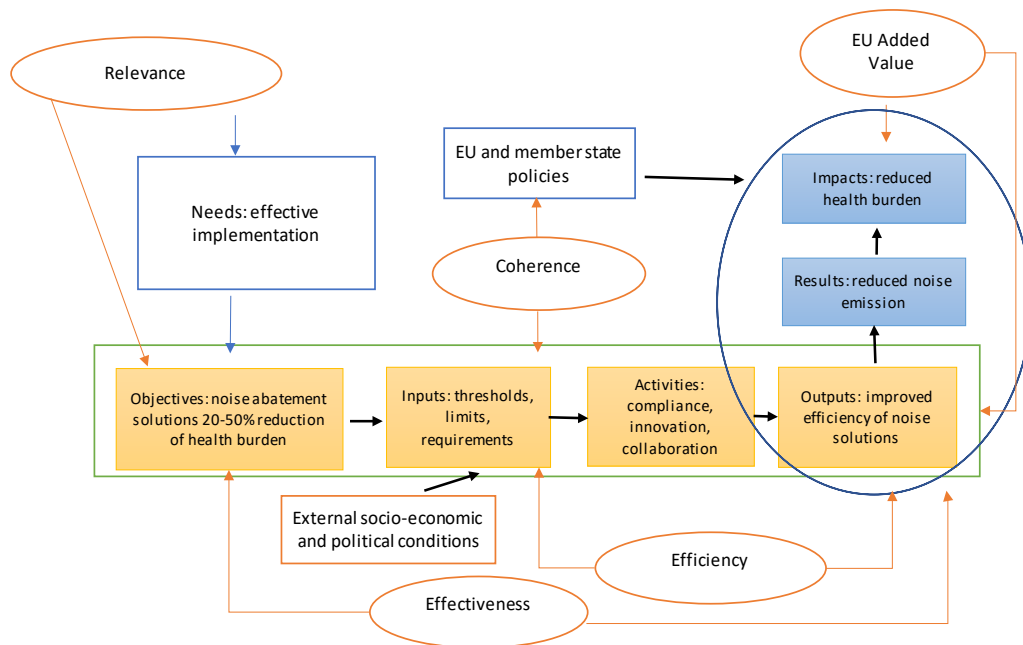 Relevance
EU Added
Value
EU and member state
policies
Impacts: reduced
health burden
Needs: effective
implementation
Coherence
Results: reduced noise
emission
Objectives: noise abatement
solutions 20-50% reduction
of health burden
Inputs: thresholds,
limits,
requirements
Activities:
compliance,
innovation,
collaboration
Outputs: improved
efficiency of noise
solutions
External socio-economic
and political conditions
Efficiency
Effectiveness